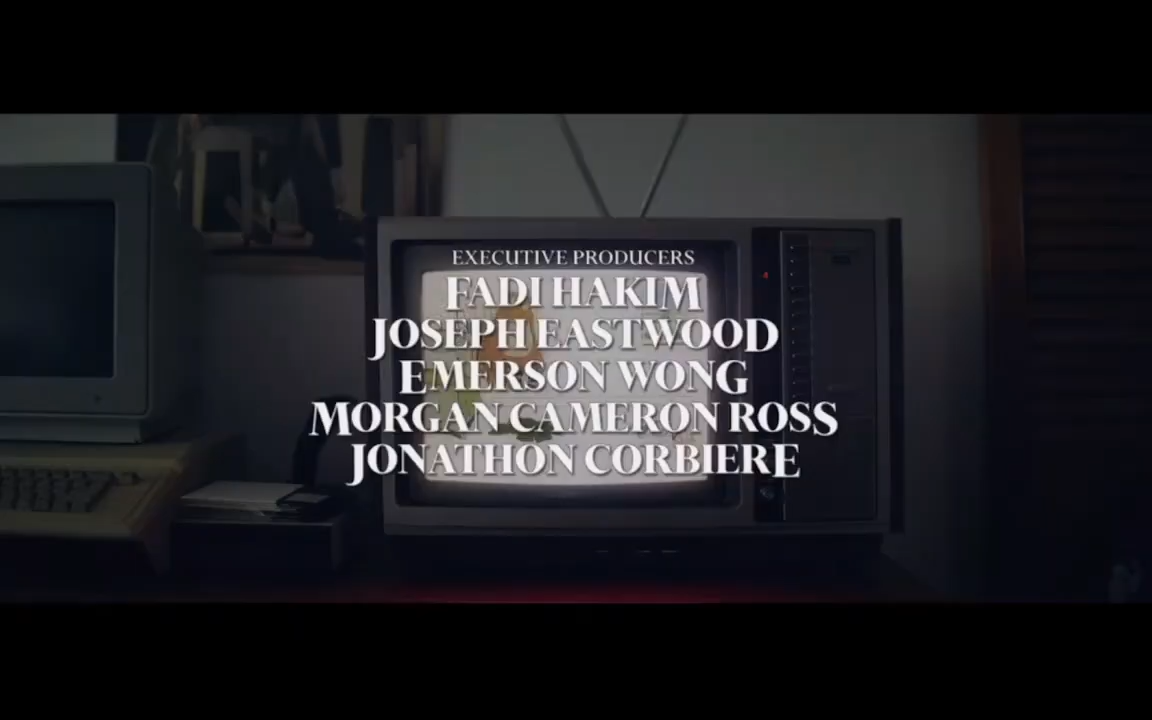 EXECUTIVE PRODUCERS
FADI HAKIM
JOSEPH EASTWOOD
EMERSON WONG
MORGAN CAMERON ROSS
JONATHON CORBIERE